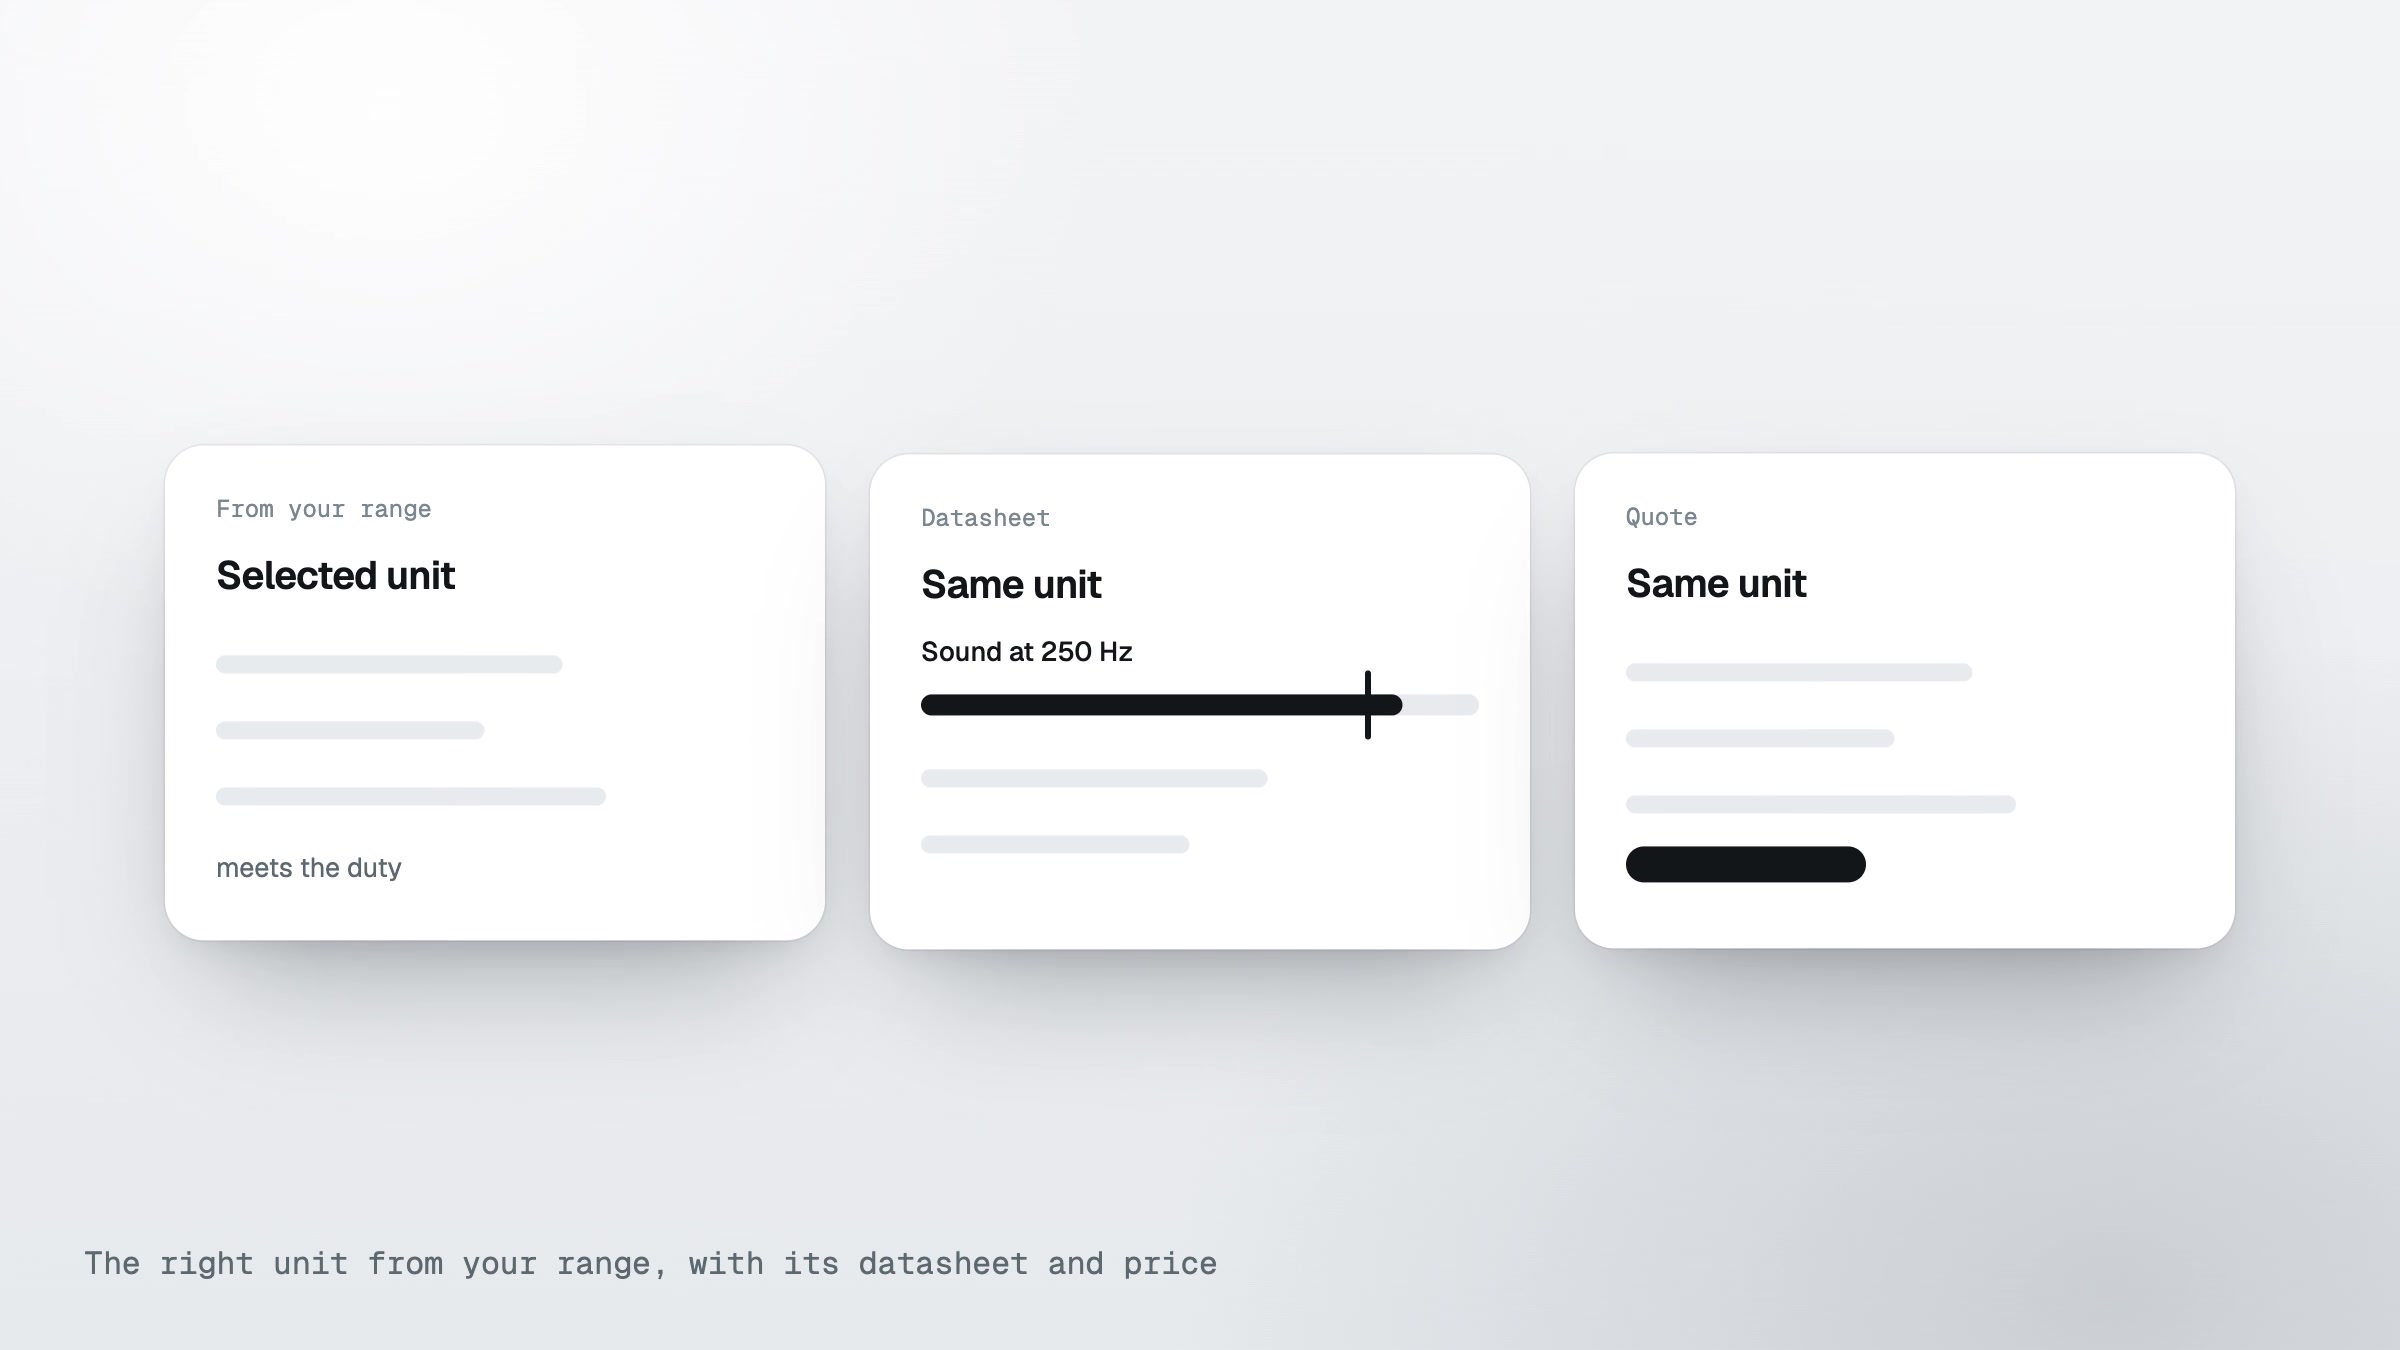 From your range
Selected unit
meets the duty
Datasheet
Same unit
Sound at 250 Hz
Quote
Same unit
The right unit from your range, with its datasheet and price